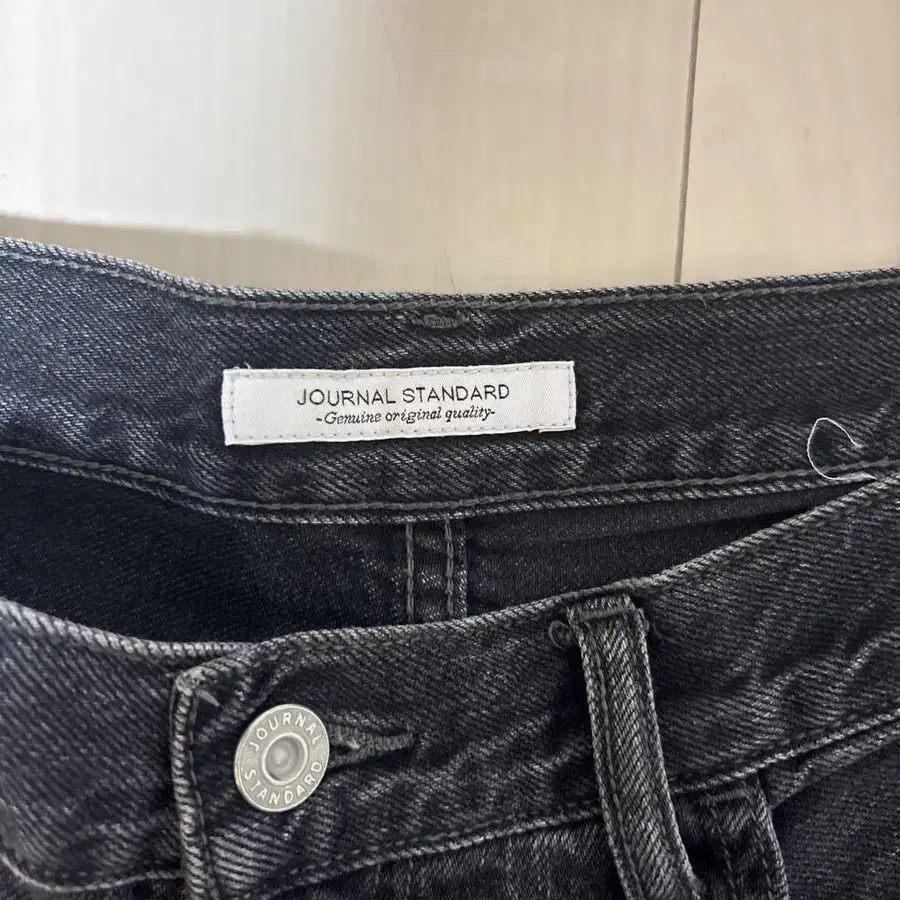 JOURNAL STANDARD
-Genuine original quality-
JOURNAL
STANDARD